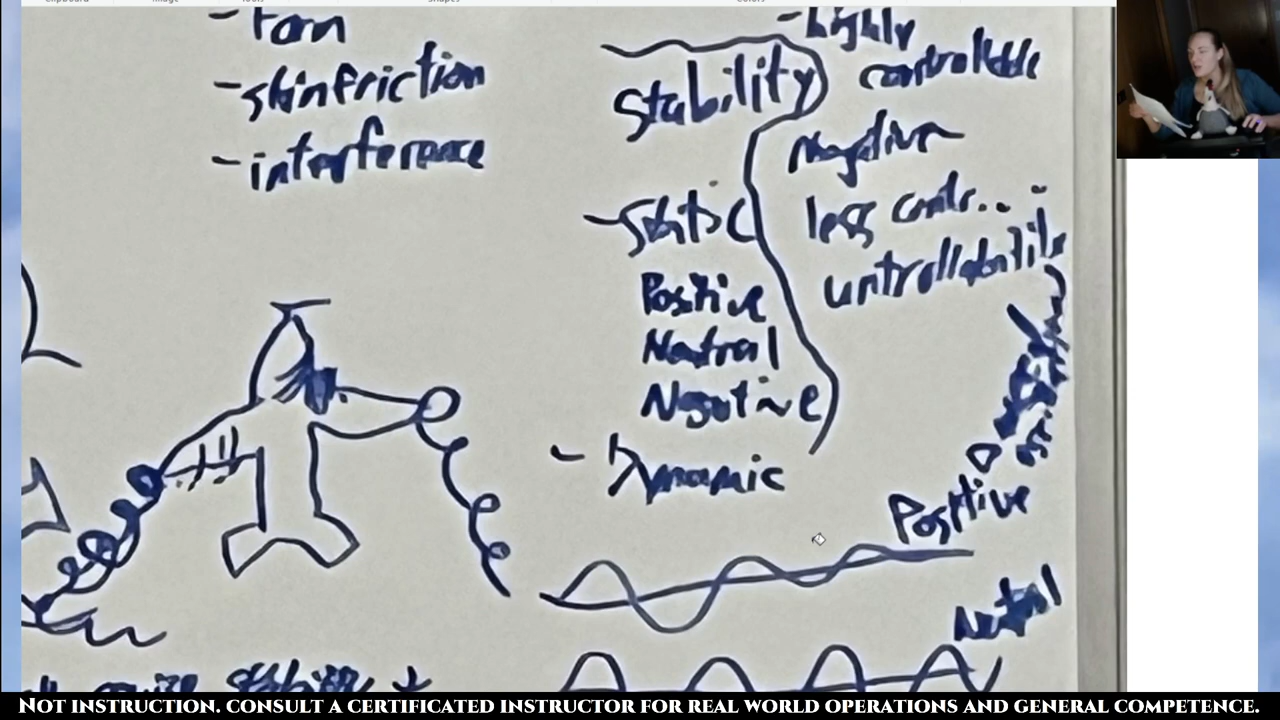 - form
- skin friction
- interference
Stability
- Static
Positive
Neutral
Negative
- Dynamic
- highly
controllable
Negative
less contr..
Positive
Neutral
stability
NOT INSTRUCTION. CONSULT A CERTIFICATED INSTRUCTOR FOR REAL WORLD OPERATIONS AND GENERAL COMPETENCE.